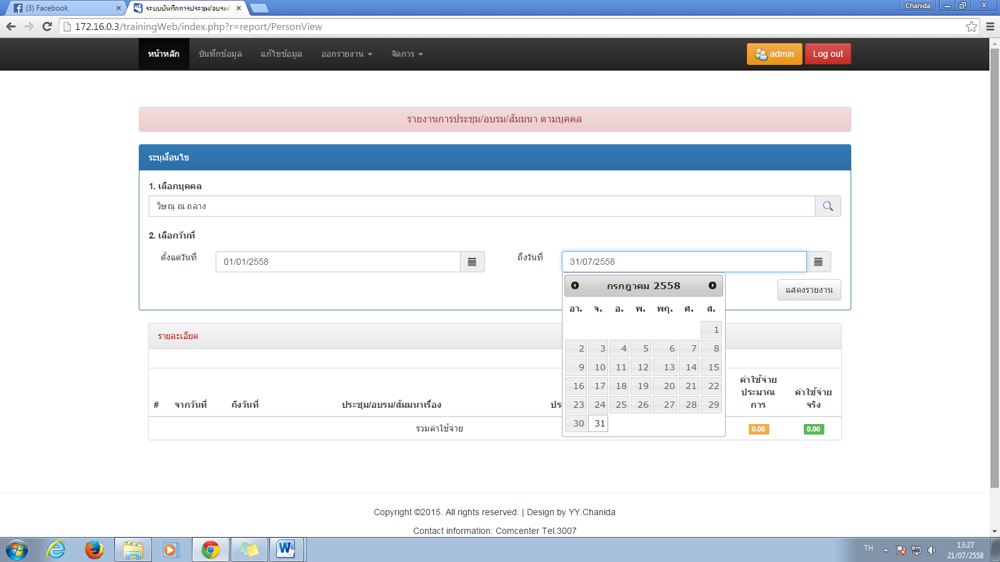 (3) Facebook
ระบบบันทึกการประชุม/อบรม/
Chanida
172.16.0.3/trainingWeb/index.php?r=report/PersonView
หน้าหลัก บันทึกข้อมูล แก้ไขข้อมูล ออกรายงาน จัดการ admin Log out
รายงานการประชุม/อบรม/สัมมนา ตามบุคคล
ระบุเงื่อนไข
1. เลือกบุคคล
วิษณุ ณ ถลาง
2. เลือกวันที่
ตั้งแต่วันที่ 01/01/2558 ถึงวันที่ 31/07/2558
กรกฎาคม 2558
แสดงรายงาน
อา. จ. อ. พ. พฤ. ศ. ส.
1
2 3 4 5 6 7 8
9 10 11 12 13 14 15
16 17 18 19 20 21 22
23 24 25 26 27 28 29
30 31
รายละเอียด
# จากวันที่ ถึงวันที่ ประชุม/อบรม/สัมมนาเรื่อง ค่าใช้จ่าย
ประมาณ
การ ค่าใช้จ่าย
จริง
รวมค่าใช้จ่าย 0.00 0.00
Copyright ©2015. All rights reserved. | Design by YY.Chanida
Contact information: Comcenter Tel.3007
TH
13:27
21/07/2558